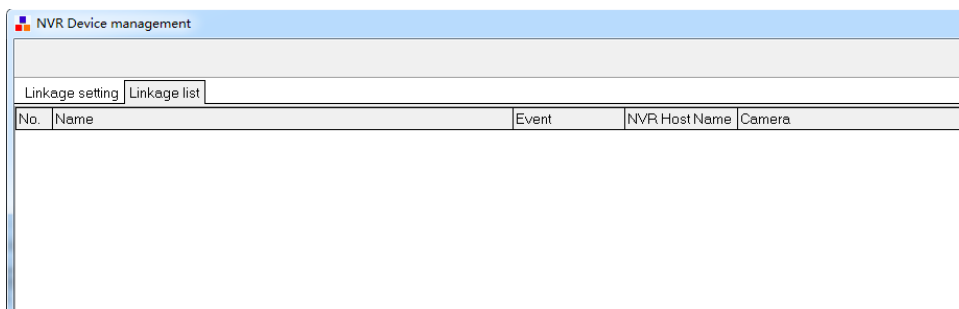 NVR Device management
Linkage setting Linkage list
No. Name Event NVR Host Name Camera